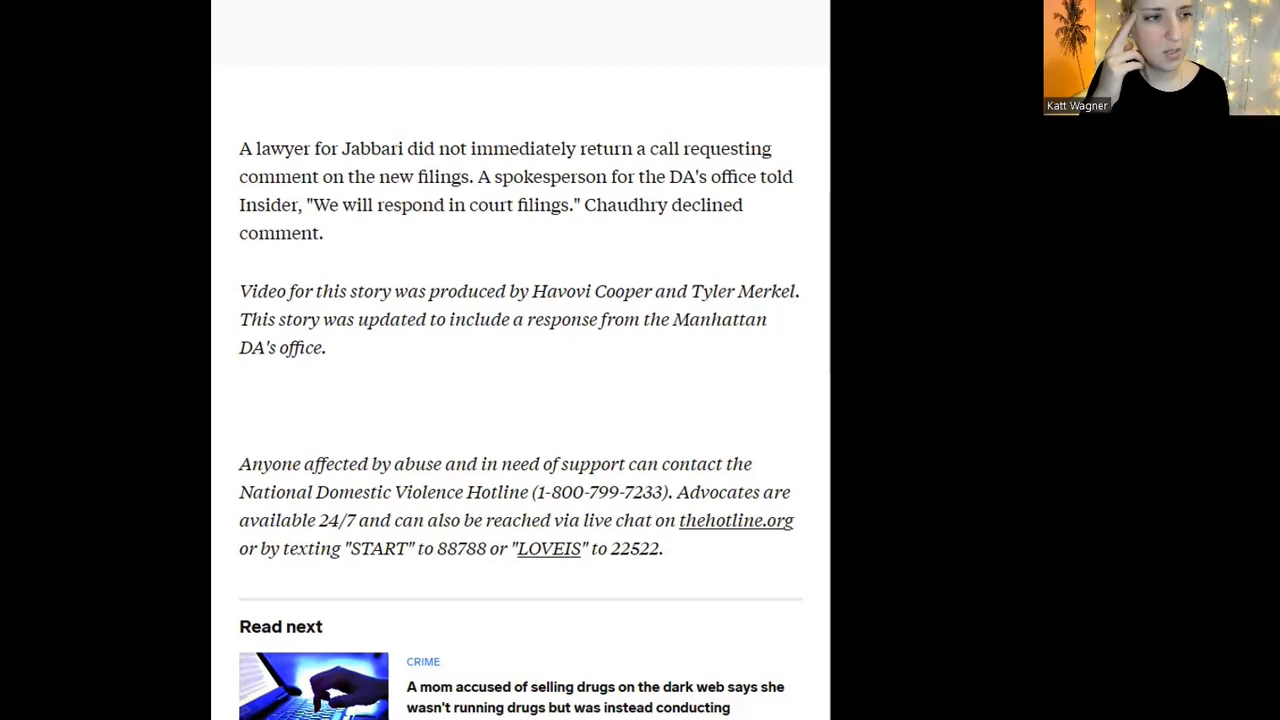 Katt Wagner
A lawyer for Jabbari did not immediately return a call requesting
comment on the new filings. A spokesperson for the DA's office told
Insider, "We will respond in court filings." Chaudhry declined
comment.
Video for this story was produced by Havovi Cooper and Tyler Merkel.
This story was updated to include a response from the Manhattan
DA's office.
Anyone affected by abuse and in need of support can contact the
National Domestic Violence Hotline (1-800-799-7233). Advocates are
available 24/7 and can also be reached via live chat on thehotline.org
or by texting "START" to 88788 or "LOVEIS" to 22522.
Read next
CRIME
A mom accused of selling drugs on the dark web says she
wasn't running drugs but was instead conducting